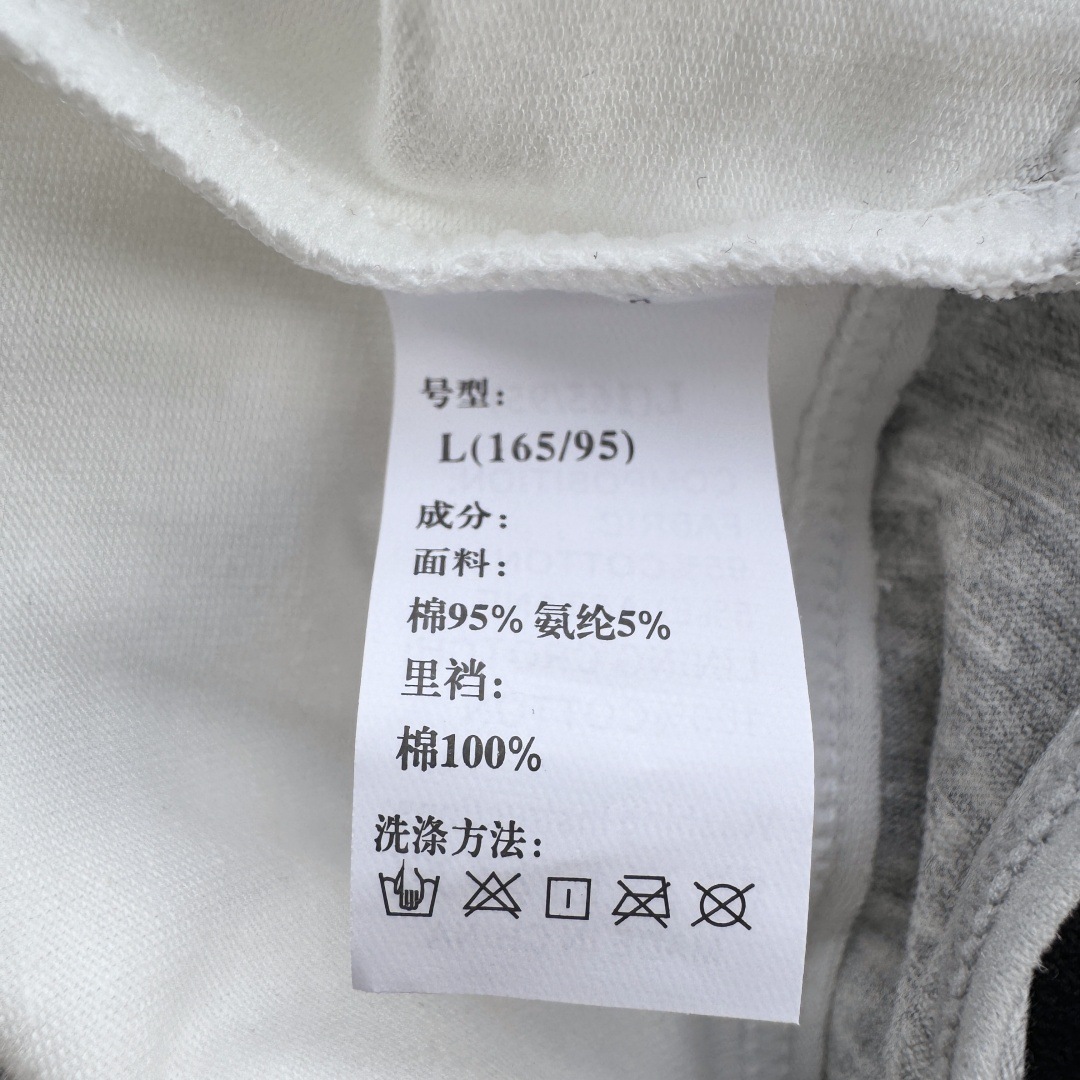 号型：
L(165/95)
成分：
面料：
棉95% 氨纶5%
里裆：
棉100%
洗涤方法：